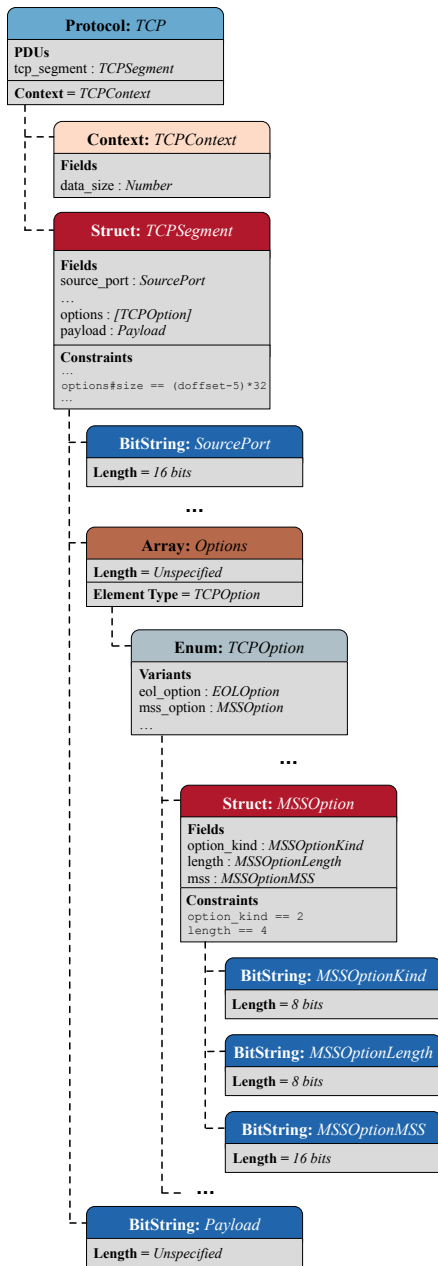 Protocol: TCP
PDUs
tcp_segment : TCPSegment
Context = TCPContext
Context: TCPContext
Fields
data_size : Number
Struct: TCPSegment
Fields
source_port : SourcePort
...
options : [TCPOption]
payload : Payload
Constraints
...
options#size == (doffset-5)*32
...
BitString: SourcePort
Length = 16 bits
...
Array: Options
Length = Unspecified
Element Type = TCPOption
Enum: TCPOption
Variants
eol_option : EOLOption
mss_option : MSSOption
...
...
Struct: MSSOption
Fields
option_kind : MSSOptionKind
length : MSSOptionLength
mss : MSSOptionMSS
Constraints
option_kind == 2
length == 4
BitString: MSSOptionKind
Length = 8 bits
BitString: MSSOptionLength
Length = 8 bits
BitString: MSSOptionMSS
Length = 16 bits
...
BitString: Payload
Length = Unspecified